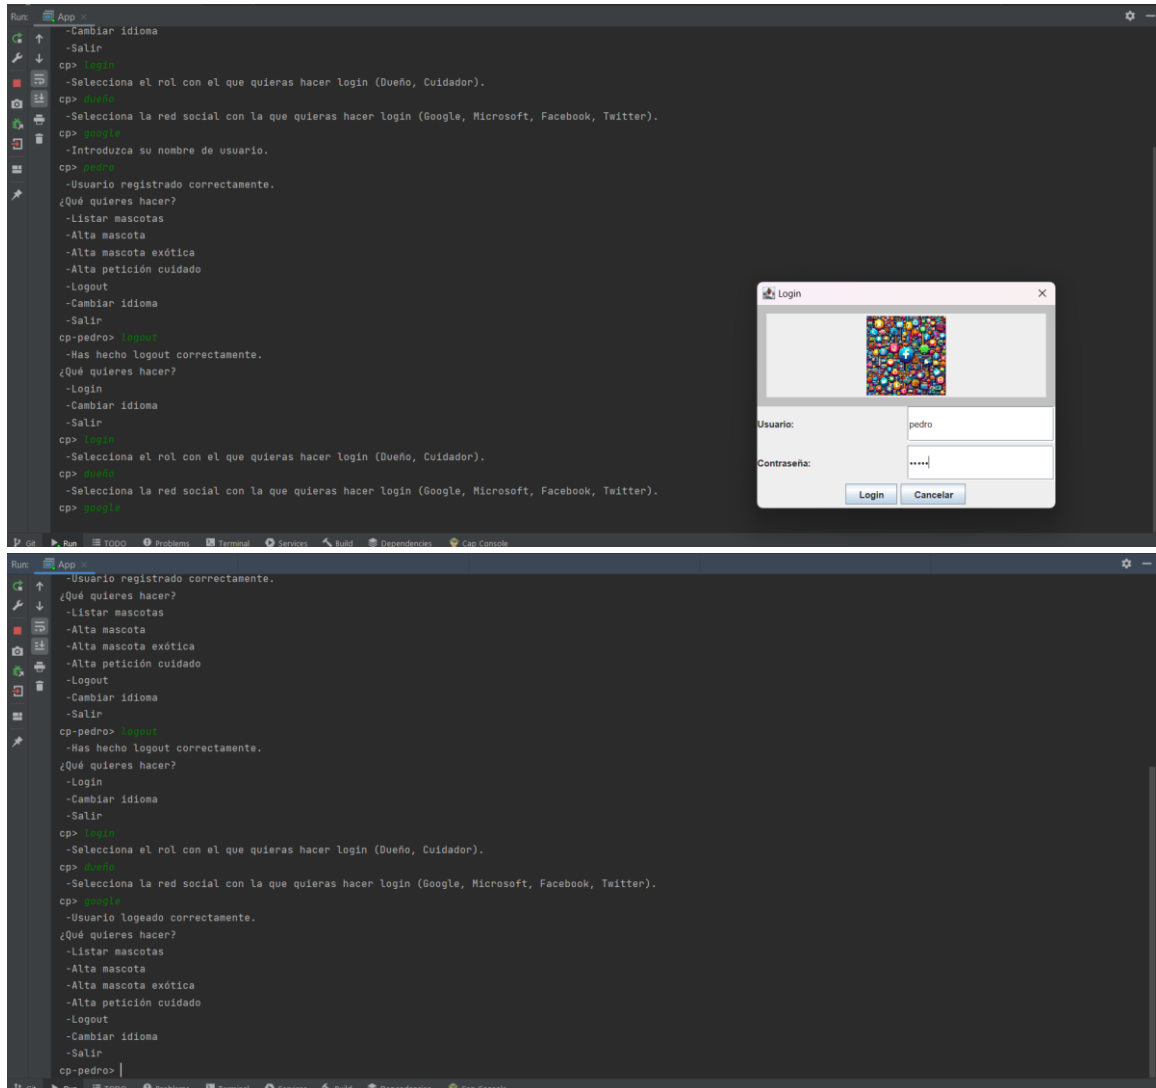 Run: App
-Cambiar idioma
-Salir
cp> login
-Selecciona el rol con el que quieras hacer login (Dueño, Cuidador).
cp> dueño
-Selecciona la red social con la que quieras hacer login (Google, Microsoft, Facebook, Twitter).
cp> google
-Introduzca su nombre de usuario.
cp> pedro
-Usuario registrado correctamente.
¿Qué quieres hacer?
-Listar mascotas
-Alta mascota
-Alta mascota exótica
-Alta petición cuidado
-Logout
-Cambiar idioma
-Salir
cp-pedro> logout
-Has hecho logout correctamente.
¿Qué quieres hacer?
-Login
-Cambiar idioma
-Salir
cp> login
-Selecciona el rol con el que quieras hacer login (Dueño, Cuidador).
cp> dueño
-Selecciona la red social con la que quieras hacer login (Google, Microsoft, Facebook, Twitter).
cp> google
Login
Usuario: pedro
Contraseña: •••••
Login Cancelar
Git Run TODO Problems Terminal Services Build Dependencies Cap Console
Run: App
-Usuario registrado correctamente.
¿Qué quieres hacer?
-Listar mascotas
-Alta mascota
-Alta mascota exótica
-Alta petición cuidado
-Logout
-Cambiar idioma
-Salir
cp-pedro> logout
-Has hecho logout correctamente.
¿Qué quieres hacer?
-Login
-Cambiar idioma
-Salir
cp> login
-Selecciona el rol con el que quieras hacer login (Dueño, Cuidador).
cp> dueño
-Selecciona la red social con la que quieras hacer login (Google, Microsoft, Facebook, Twitter).
cp> google
-Usuario logeado correctamente.
¿Qué quieres hacer?
-Listar mascotas
-Alta mascota
-Alta mascota exótica
-Alta petición cuidado
-Logout
-Cambiar idioma
-Salir
cp-pedro>
Git Run TODO Problems Terminal Services Build Dependencies Cap Console